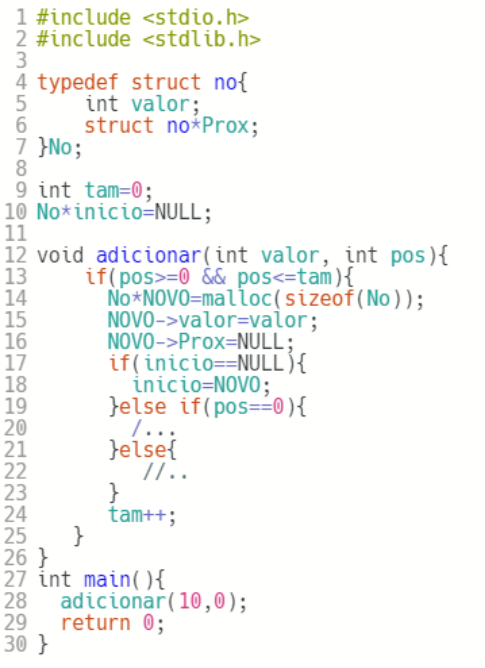 1 #include <stdio.h>
2 #include <stdlib.h>
3
4 typedef struct no{
5     int valor;
6     struct no*Prox;
7 }No;
8
9 int tam=0;
10 No*inicio=NULL;
11
12 void adicionar(int valor, int pos){
13     if(pos>=0 && pos<=tam){
14       No*NOVO=malloc(sizeof(No));
15       NOVO->valor=valor;
16       NOVO->Prox=NULL;
17       if(inicio==NULL){
18         inicio=NOVO;
19       }else if(pos==0){
20         /...
21       }else{
22          //..
23       }
24       tam++;
25    }
26 }
27 int main(){
28   adicionar(10,0);
29   return 0;
30 }